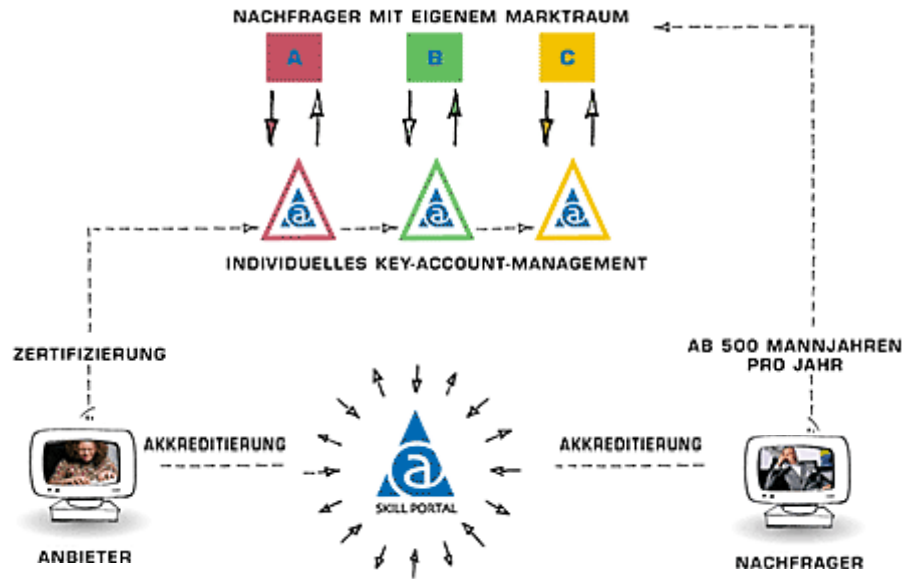 NACHFRAGER MIT EIGENEM MARKTRAUM
A B C
a a a
INDIVIDUELLES KEY-ACCOUNT-MANAGEMENT
ZERTIFIZIERUNG
AB 500 MANNJAHREN
PRO JAHR
AKKREDITIERUNG
AKKREDITIERUNG
a
SKILL PORTAL
ANBIETER
NACHFRAGER